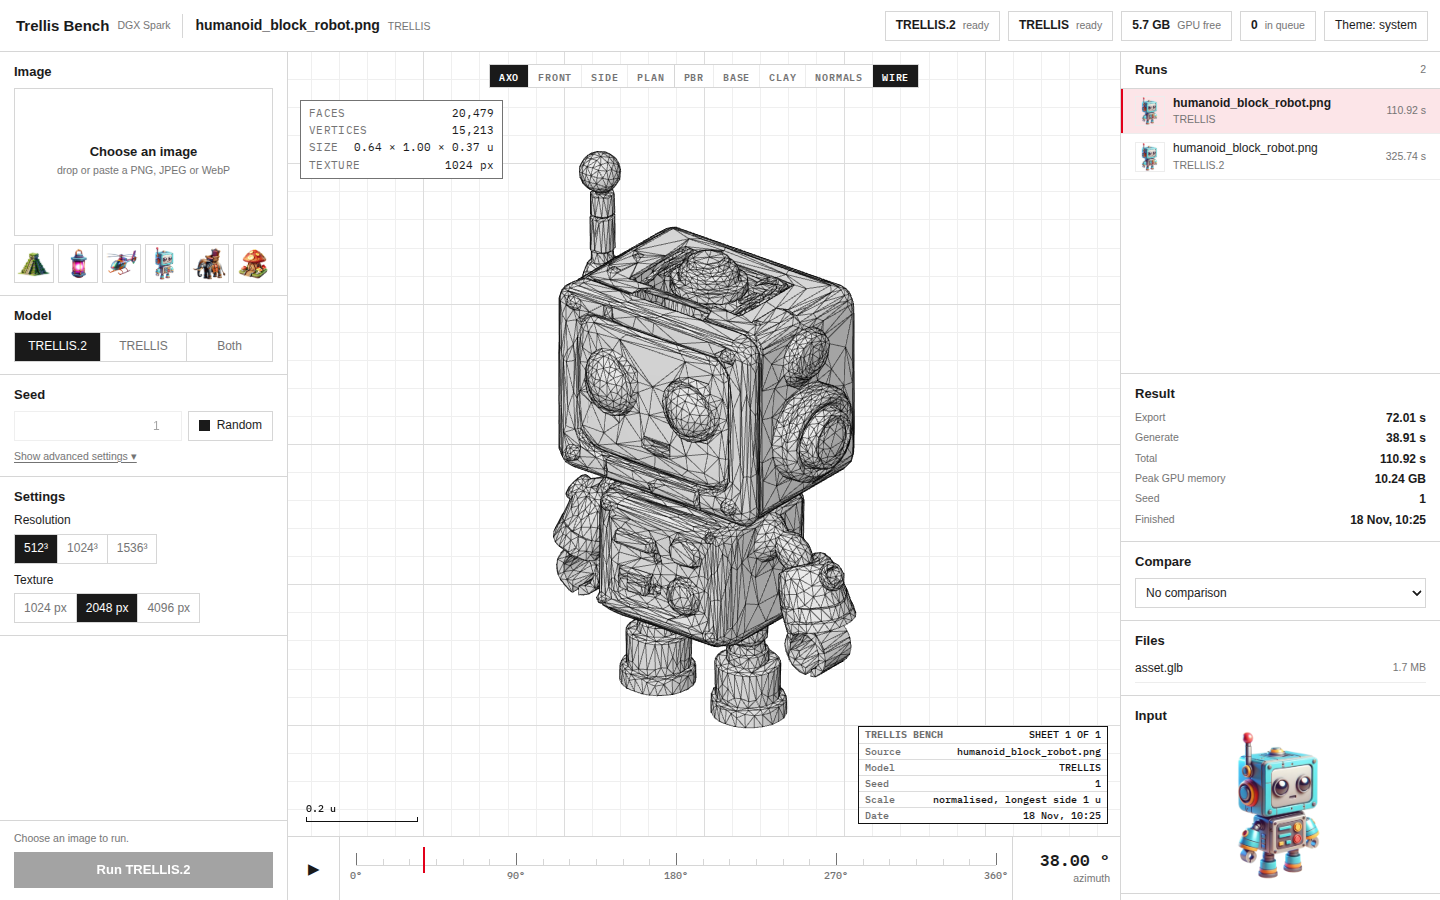 Trellis Bench DGX Spark humanoid_block_robot.png TRELLIS
TRELLIS.2 ready TRELLIS ready 5.7 GB GPU free 0 in queue Theme: system
Image
Choose an image
drop or paste a PNG, JPEG or WebP
Model
TRELLIS.2 TRELLIS Both
Seed
1 Random
Show advanced settings ▾
Settings
Resolution
512³ 1024³ 1536³
Texture
1024 px 2048 px 4096 px
Choose an image to run.
Run TRELLIS.2
AXO FRONT SIDE PLAN PBR BASE CLAY NORMALS WIRE
FACES 20,479
VERTICES 15,213
SIZE 0.64 × 1.00 × 0.37 u
TEXTURE 1024 px
0.2 u
TRELLIS BENCH SHEET 1 OF 1
Source humanoid_block_robot.png
Model TRELLIS
Seed 1
Scale normalised, longest side 1 u
Date 18 Nov, 10:25
▶ 0° 90° 180° 270° 360°
38.00 °
azimuth
Runs 2
humanoid_block_robot.png
TRELLIS 110.92 s
humanoid_block_robot.png
TRELLIS.2 325.74 s
Result
Export 72.01 s
Generate 38.91 s
Total 110.92 s
Peak GPU memory 10.24 GB
Seed 1
Finished 18 Nov, 10:25
Compare
No comparison
Files
asset.glb 1.7 MB
Input